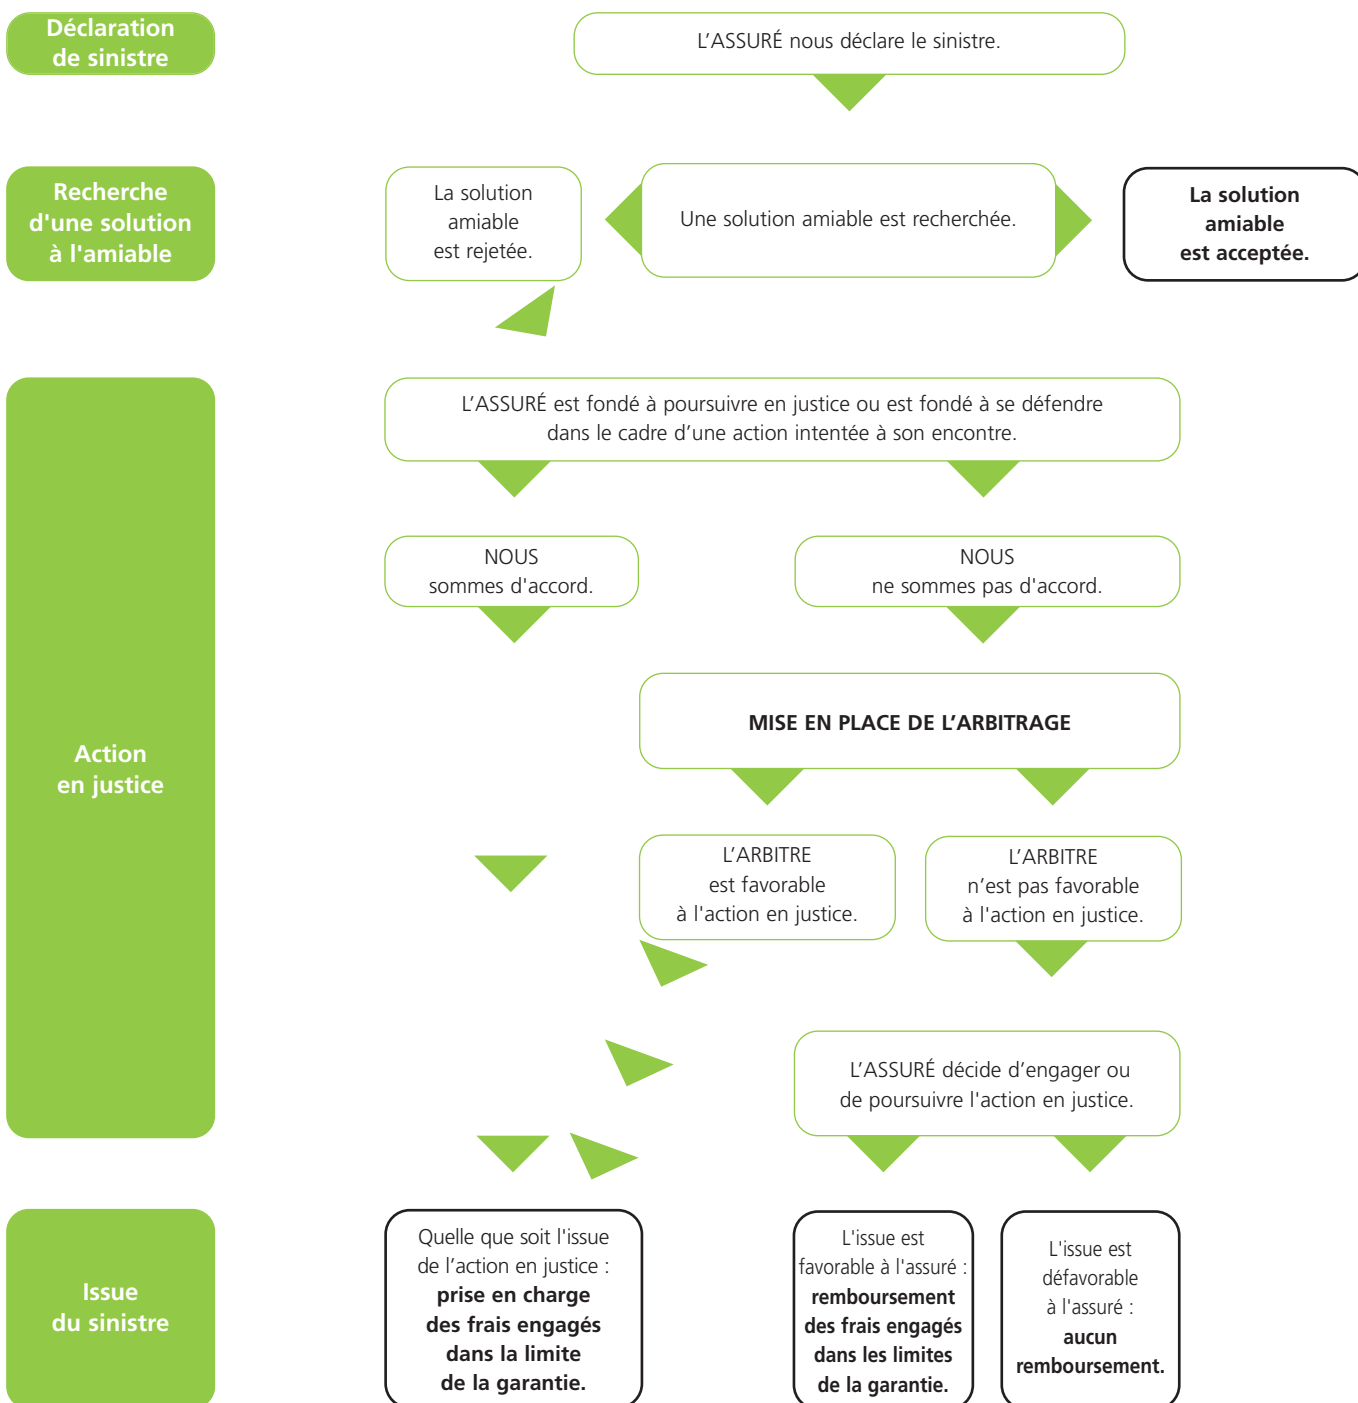 Déclaration
de sinistre
L’ASSURÉ nous déclare le sinistre.
Recherche
d'une solution
à l'amiable
La solution
amiable
est rejetée.
Une solution amiable est recherchée.
La solution
amiable
est acceptée.
Action
en justice
L’ASSURÉ est fondé à poursuivre en justice ou est fondé à se défendre
dans le cadre d’une action intentée à son encontre.
NOUS
sommes d'accord.
NOUS
ne sommes pas d'accord.
MISE EN PLACE DE L’ARBITRAGE
L’ARBITRE
est favorable
à l'action en justice.
L’ARBITRE
n’est pas favorable
à l'action en justice.
L’ASSURÉ décide d’engager ou
de poursuivre l'action en justice.
Issue
du sinistre
Quelle que soit l'issue
de l’action en justice :
prise en charge
des frais engagés
dans la limite
de la garantie.
L'issue est
favorable à l'assuré :
remboursement
des frais engagés
dans les limites
de la garantie.
L'issue est
défavorable
à l'assuré :
aucun
remboursement.